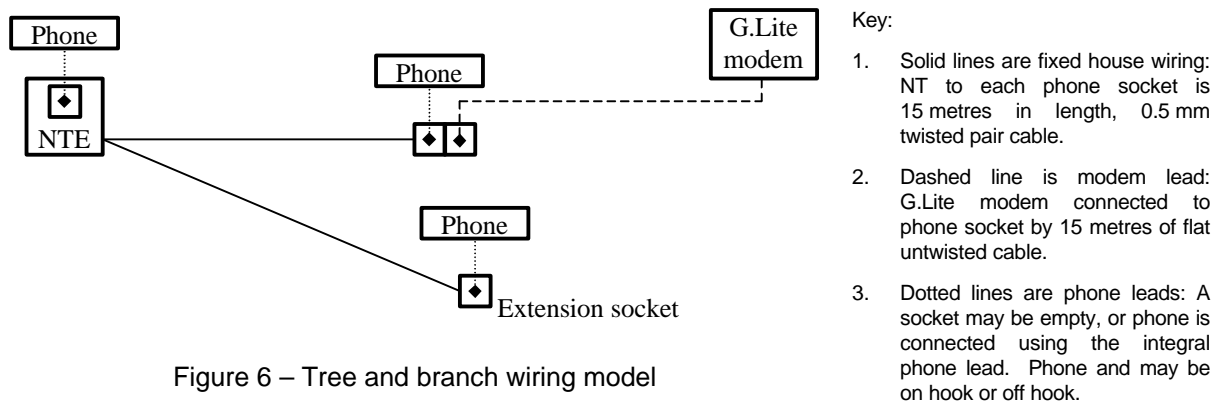 Phone
NTE
Phone
G.Lite
modem
Phone
Extension socket
Figure 6 – Tree and branch wiring model
Key:
1. Solid lines are fixed house wiring:
NT to each phone socket is
15 metres in length, 0.5 mm
twisted pair cable.
2. Dashed line is modem lead:
G.Lite modem connected to
phone socket by 15 metres of flat
untwisted cable.
3. Dotted lines are phone leads: A
socket may be empty, or phone is
connected using the integral
phone lead. Phone and may be
on hook or off hook.